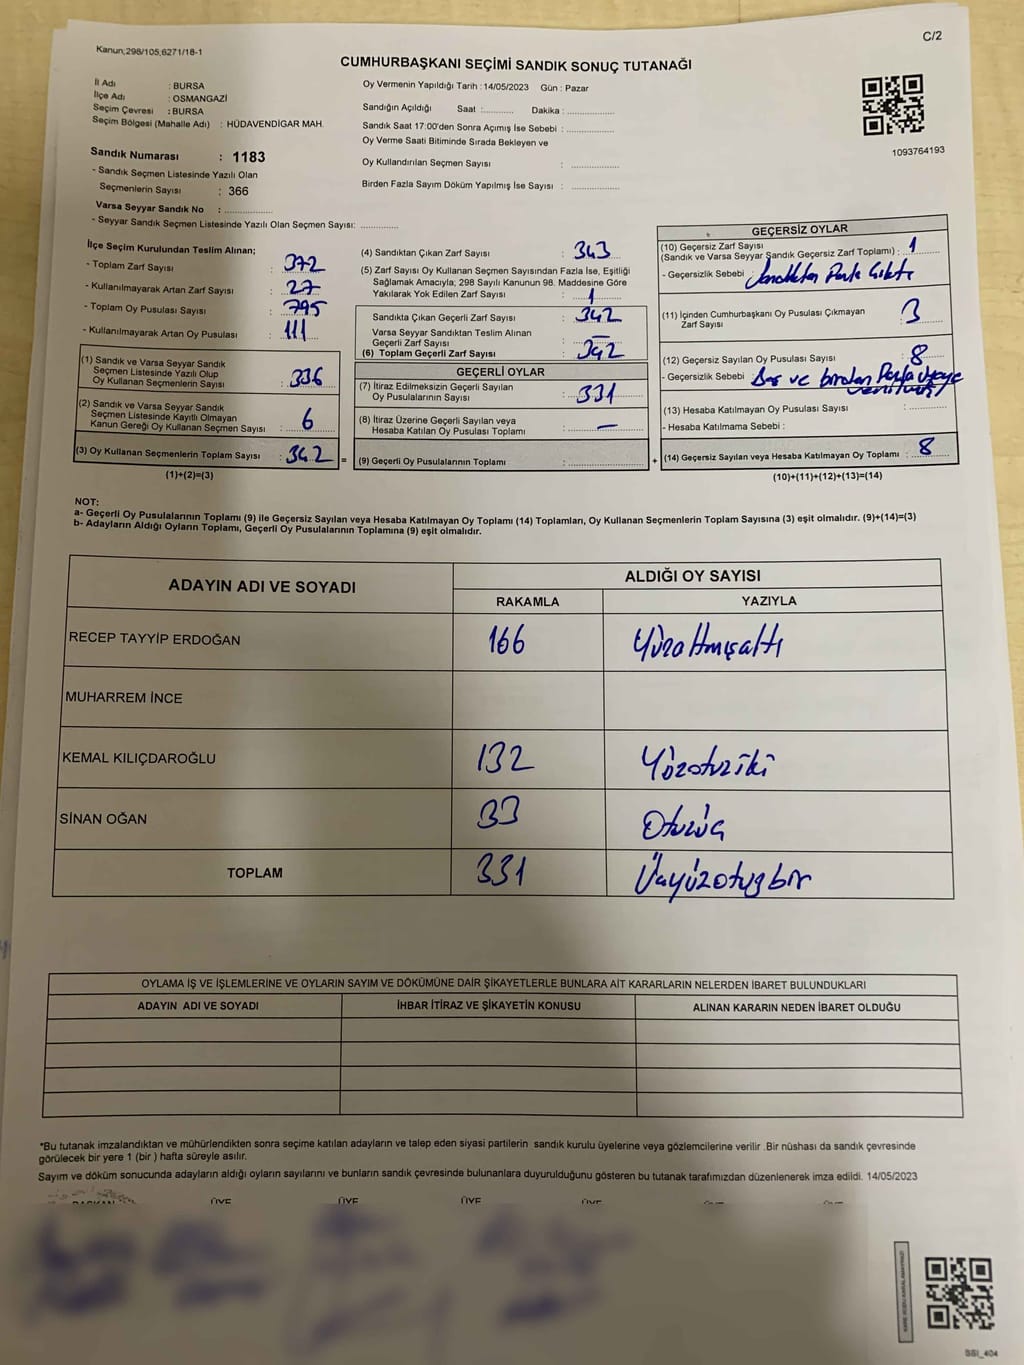 Kanun;298/105,6271/18-1
C/2
CUMHURBAŞKANI SEÇİMİ SANDIK SONUÇ TUTANAĞI
İl Adı : BURSA
İlçe Adı : OSMANGAZİ
Seçim Çevresi : BURSA
Seçim Bölgesi (Mahalle Adı) : HÜDAVENDİGAR MAH.
Oy Vermenin Yapıldığı Tarih :14/05/2023 Gün : Pazar
Sandığın Açıldığı Saat :........... Dakika : ................
Sandık Saat 17:00'den Sonra Açımış İse Sebebi : ................
Oy Verme Saati Bitiminde Sırada Bekleyen ve
Oy Kullandırılan Seçmen Sayısı : ................
Birden Fazla Sayım Döküm Yapılmış İse Sayısı : ................
1093764193
Sandık Numarası : 1183
- Sandık Seçmen Listesinde Yazılı Olan
Seçmenlerin Sayısı : 366
Varsa Seyyar Sandık No : ................
- Seyyar Sandık Seçmen Listesinde Yazılı Olan Seçmen Sayısı: .............
İlçe Seçim Kurulundan Teslim Alınan;
- Toplam Zarf Sayısı : 372
- Kullanılmayarak Artan Zarf Sayısı : 27
- Toplam Oy Pusulası Sayısı : 795
- Kullanılmayarak Artan Oy Pusulası : 111
(1) Sandık ve Varsa Seyyar Sandık
Seçmen Listesinde Yazılı Olup
Oy Kullanan Seçmenlerin Sayısı : 336
(2) Sandık ve Varsa Seyyar Sandık
Seçmen Listesinde Kayıtlı Olmayan
Kanun Gereği Oy Kullanan Seçmen Sayısı : 6
(3) Oy Kullanan Seçmenlerin Toplam Sayısı : 342 =
(1)+(2)=(3)
(4) Sandıktan Çıkan Zarf Sayısı : 343
(5) Zarf Sayısı Oy Kullanan Seçmen Sayısından Fazla İse, Eşitliği
Sağlamak Amacıyla; 298 Sayılı Kanunun 98. Maddesine Göre
Yakılarak Yok Edilen Zarf Sayısı : 1
Sandıkta Çıkan Geçerli Zarf Sayısı : 342
Varsa Seyyar Sandıktan Teslim Alınan
Geçerli Zarf Sayısı : —
(6) Toplam Geçerli Zarf Sayısı : 342
GEÇERLİ OYLAR
(7) İtiraz Edilmeksizin Geçerli Sayılan
Oy Pusulalarının Sayısı : 331
(8) İtiraz Üzerine Geçerli Sayılan veya
Hesaba Katılan Oy Pusulası Toplamı : —
(9) Geçerli Oy Pusulalarının Toplamı : ................ +
GEÇERSİZ OYLAR
(10) Geçersiz Zarf Sayısı
(Sandık ve Varsa Seyyar Sandık Geçersiz Zarf Toplamı) : 1
- Geçersizlik Sebebi : Sandıktan Fazla Çıktı
(11) İçinden Cumhurbaşkanı Oy Pusulası Çıkmayan
Zarf Sayısı : 3
(12) Geçersiz Sayılan Oy Pusulası Sayısı : 8
- Geçersizlik Sebebi : Boş ve birden fazla
(13) Hesaba Katılmayan Oy Pusulası Sayısı : ................
- Hesaba Katılmama Sebebi :
(14) Geçersiz Sayılan veya Hesaba Katılmayan Oy Toplamı : 8
(10)+(11)+(12)+(13)=(14)
NOT:
a- Geçerli Oy Pusulalarının Toplamı (9) ile Geçersiz Sayılan veya Hesaba Katılmayan Oy Toplamı (14) Toplamları, Oy Kullanan Seçmenlerin Toplam Sayısına (3) eşit olmalıdır. (9)+(14)=(3)
b- Adayların Aldığı Oyların Toplamı, Geçerli Oy Pusulalarının Toplamına (9) eşit olmalıdır.
ADAYIN ADI VE SOYADI
ALDIĞI OY SAYISI
RAKAMLA YAZIYLA
RECEP TAYYİP ERDOĞAN 166 Yüzaltmışaltı
MUHARREM İNCE
KEMAL KILIÇDAROĞLU 132 Yüzotuziki
SİNAN OĞAN 33 Otuzüç
TOPLAM 331 Üçyüzotuzbir
OYLAMA İŞ VE İŞLEMLERİNE VE OYLARIN SAYIM VE DÖKÜMÜNE DAİR ŞİKAYETLERLE BUNLARA AİT KARARLARIN NELERDEN İBARET BULUNDUKLARI
ADAYIN ADI VE SOYADI İHBAR İTİRAZ VE ŞİKAYETİN KONUSU ALINAN KARARIN NEDEN İBARET OLDUĞU
*Bu tutanak imzalandıktan ve mühürlendikten sonra seçime katılan adayların ve talep eden siyasi partilerin sandık kurulu üyelerine veya gözlemcilerine verilir .Bir nüshası da sandık çevresinde
görülecek bir yere 1 (bir ) hafta süreyle asılır.
Sayım ve döküm sonucunda adayların aldığı oyların sayılarını ve bunların sandık çevresinde bulunanlara duyurulduğunu gösteren bu tutanak tarafımızdan düzenlenerek imza edildi. 14/05/2023
BAŞKAN ÜYE ÜYE ÜYE ÜYE ÜYE ÜYE
SSI_404